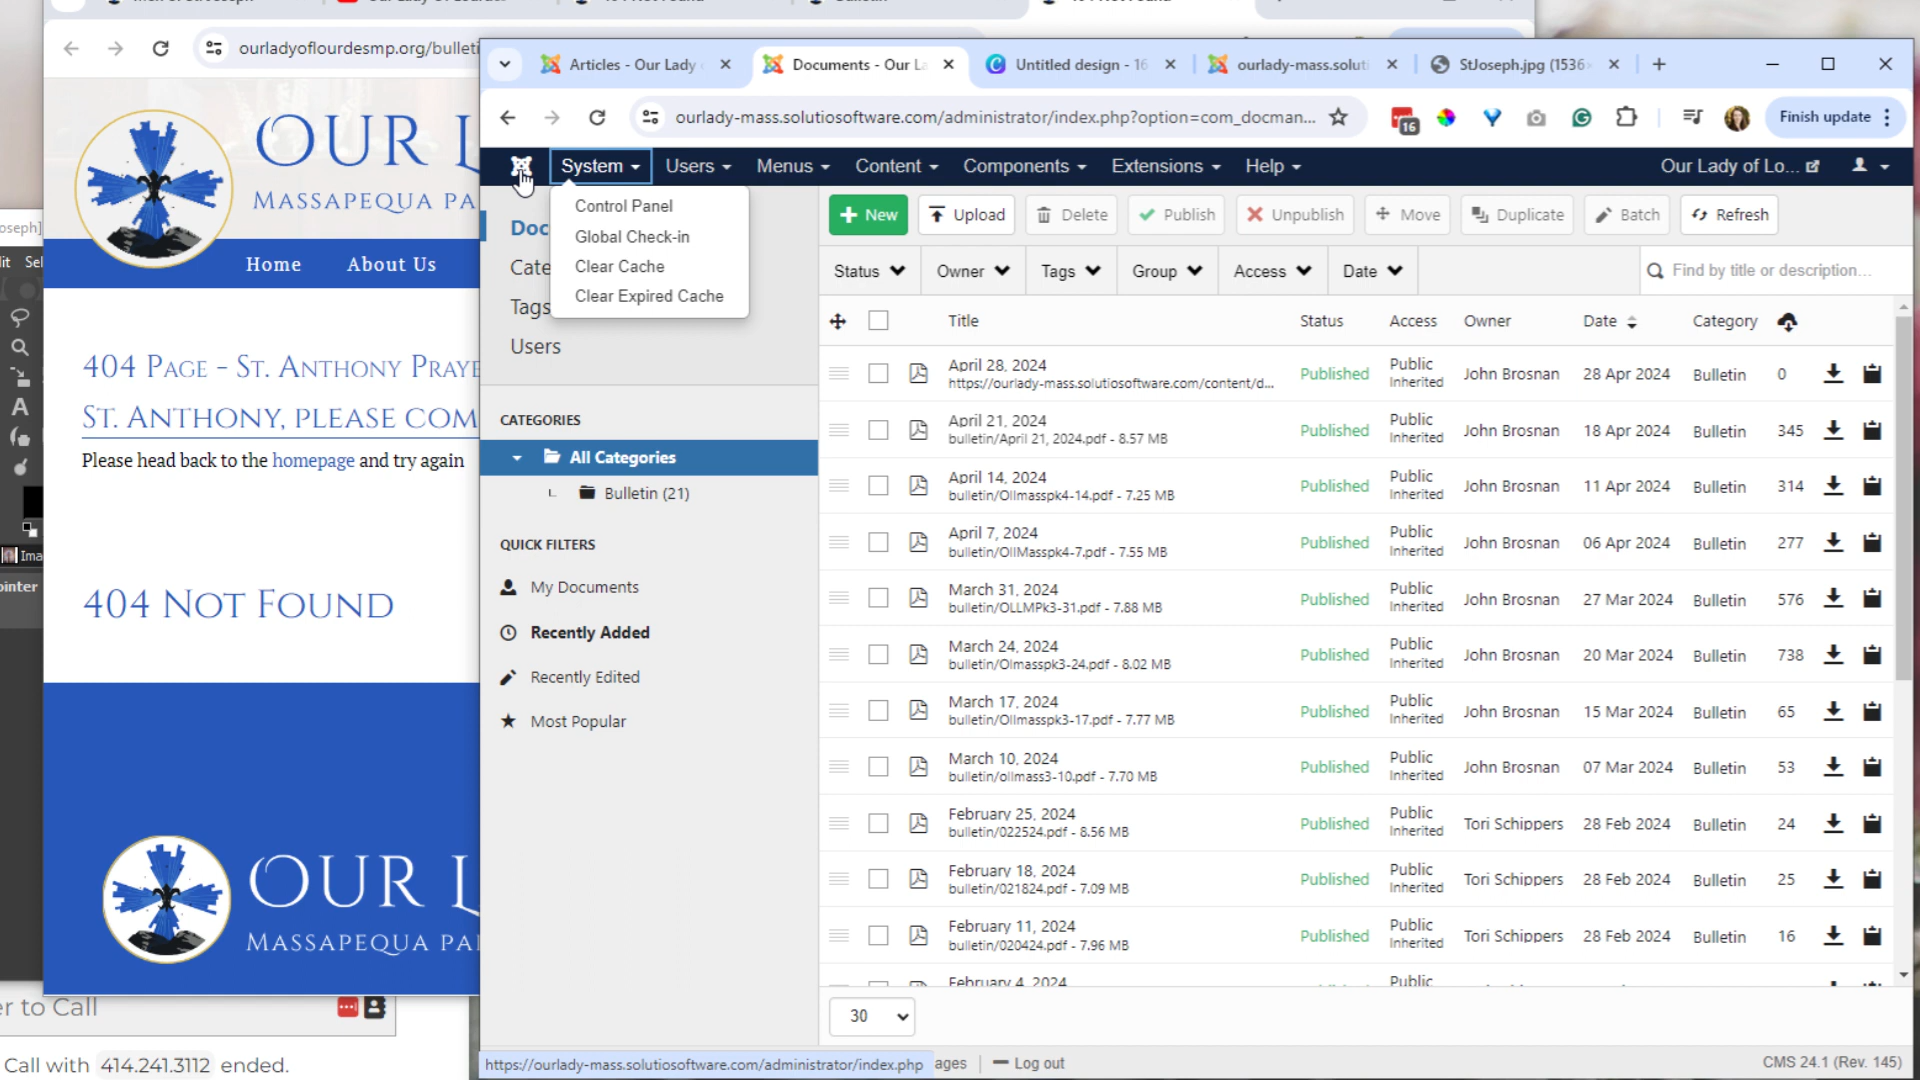 ourladyoflourdesmp.org/bulleti
OUR L
MASSAPEQUA PA
Home About Us
404 Page - St. Anthony Praye
St. Anthony, please com
Please head back to the homepage and try again
404 Not Found
OUR L
MASSAPEQUA PA
oseph]
it Sel
Ima
ointer
er to Call
Call with 414.241.3112 ended.
Articles - Our Lady
Documents - Our La
Untitled design - 16
ourlady-mass.soluti
StJoseph.jpg (1536
ourlady-mass.solutiosoftware.com/administrator/index.php?option=com_docman...
16
Finish update
System Users Menus Content Components Extensions Help Our Lady of Lo...
Control Panel
Global Check-in
Clear Cache
Clear Expired Cache
Doc
Cate
Tags
Users
CATEGORIES
All Categories
Bulletin (21)
QUICK FILTERS
My Documents
Recently Added
Recently Edited
Most Popular
New Upload Delete Publish Unpublish Move Duplicate Batch Refresh
Status Owner Tags Group Access Date Find by title or description...
Title Status Access Owner Date Category
April 28, 2024 Published Public Inherited John Brosnan 28 Apr 2024 Bulletin 0
https://ourlady-mass.solutiosoftware.com/content/d...
April 21, 2024 Published Public Inherited John Brosnan 18 Apr 2024 Bulletin 345
bulletin/April 21, 2024.pdf - 8.57 MB
April 14, 2024 Published Public Inherited John Brosnan 11 Apr 2024 Bulletin 314
bulletin/Ollmasspk4-14.pdf - 7.25 MB
April 7, 2024 Published Public Inherited John Brosnan 06 Apr 2024 Bulletin 277
bulletin/OllMasspk4-7.pdf - 7.55 MB
March 31, 2024 Published Public Inherited John Brosnan 27 Mar 2024 Bulletin 576
bulletin/OLLMPk3-31.pdf - 7.88 MB
March 24, 2024 Published Public Inherited John Brosnan 20 Mar 2024 Bulletin 738
bulletin/Olmasspk3-24.pdf - 8.02 MB
March 17, 2024 Published Public Inherited John Brosnan 15 Mar 2024 Bulletin 65
bulletin/Ollmasspk3-17.pdf - 7.77 MB
March 10, 2024 Published Public Inherited John Brosnan 07 Mar 2024 Bulletin 53
bulletin/ollmass3-10.pdf - 7.70 MB
February 25, 2024 Published Public Inherited Tori Schippers 28 Feb 2024 Bulletin 24
bulletin/022524.pdf - 8.56 MB
February 18, 2024 Published Public Inherited Tori Schippers 28 Feb 2024 Bulletin 25
bulletin/021824.pdf - 7.09 MB
February 11, 2024 Published Public Inherited Tori Schippers 28 Feb 2024 Bulletin 16
bulletin/020424.pdf - 7.96 MB
February 4, 2024 Public
30
https://ourlady-mass.solutiosoftware.com/administrator/index.php ages Log out CMS 24.1 (Rev. 145)